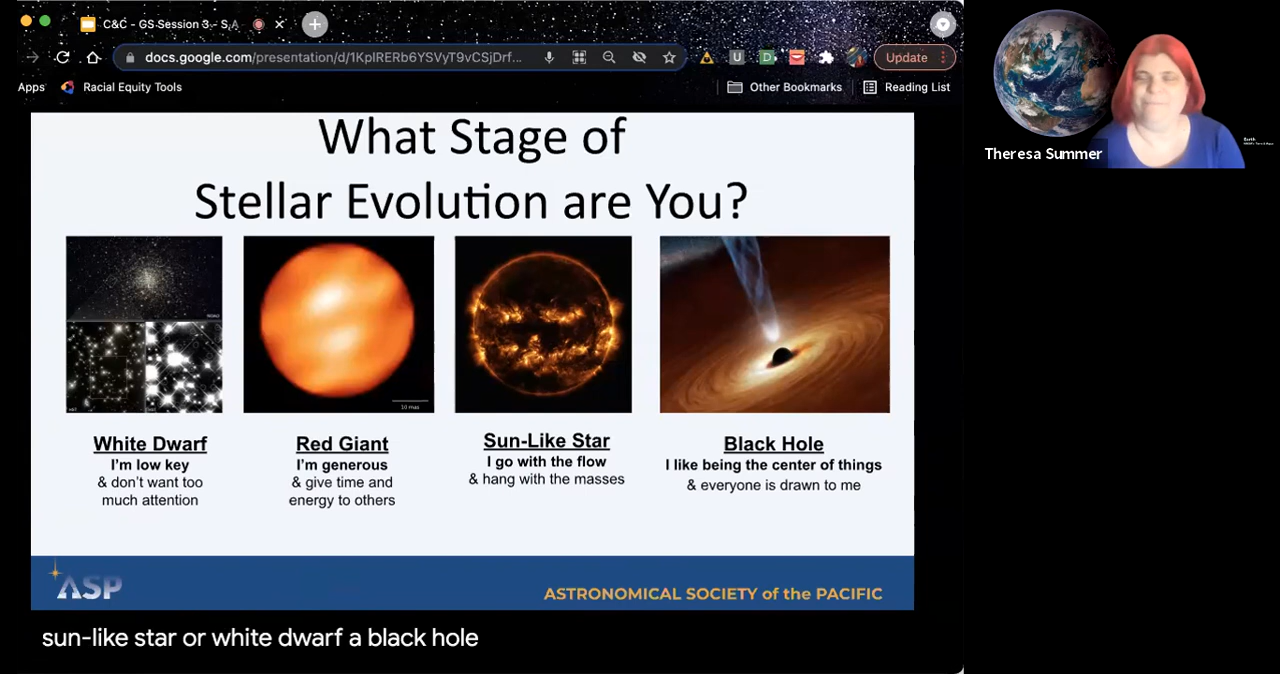 C&C - GS Session 3 - S,A
docs.google.com/presentation/d/1KpIRERb6YSVyT9vCSjDrf...
Update
Apps
Racial Equity Tools
Other Bookmarks
Reading List
What Stage of
Stellar Evolution are You?
10 mas
White Dwarf
I'm low key
& don't want too
much attention
Red Giant
I'm generous
& give time and
energy to others
Sun-Like Star
I go with the flow
& hang with the masses
Black Hole
I like being the center of things
& everyone is drawn to me
ASP
ASTRONOMICAL SOCIETY of the PACIFIC
sun-like star or white dwarf a black hole
Theresa Summer
Earth